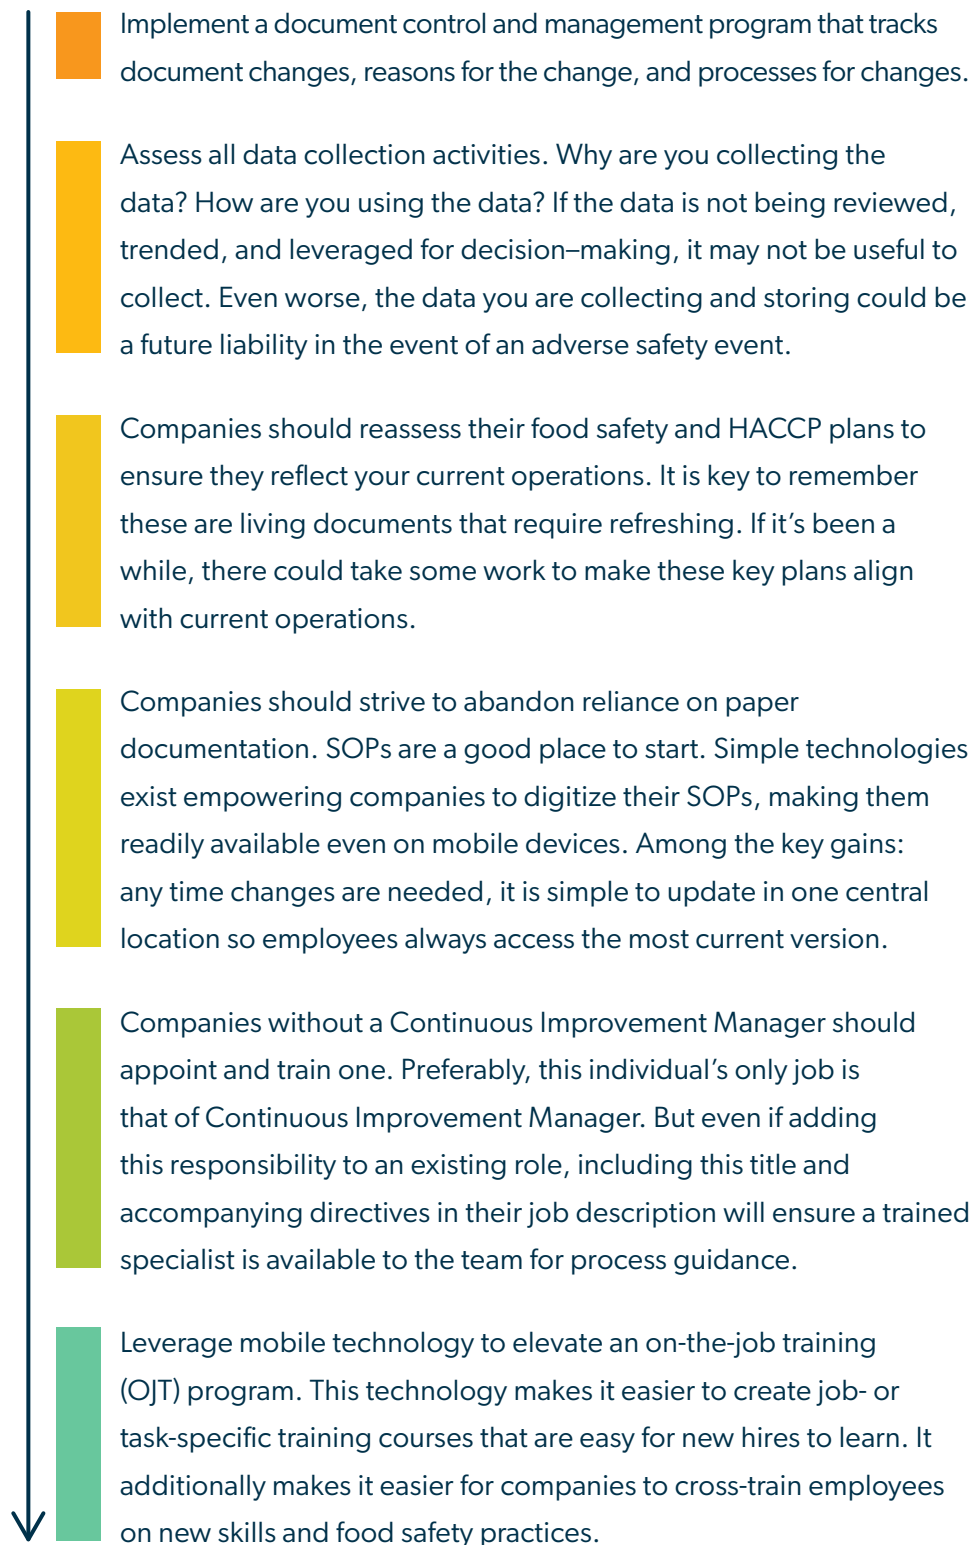 Implement a document control and management program that tracks
document changes, reasons for the change, and processes for changes.
Assess all data collection activities. Why are you collecting the
data? How are you using the data? If the data is not being reviewed,
trended, and leveraged for decision–making, it may not be useful to
collect. Even worse, the data you are collecting and storing could be
a future liability in the event of an adverse safety event.
Companies should reassess their food safety and HACCP plans to
ensure they reflect your current operations. It is key to remember
these are living documents that require refreshing. If it’s been a
while, there could take some work to make these key plans align
with current operations.
Companies should strive to abandon reliance on paper
documentation. SOPs are a good place to start. Simple technologies
exist empowering companies to digitize their SOPs, making them
readily available even on mobile devices. Among the key gains:
any time changes are needed, it is simple to update in one central
location so employees always access the most current version.
Companies without a Continuous Improvement Manager should
appoint and train one. Preferably, this individual’s only job is
that of Continuous Improvement Manager. But even if adding
this responsibility to an existing role, including this title and
accompanying directives in their job description will ensure a trained
specialist is available to the team for process guidance.
Leverage mobile technology to elevate an on-the-job training
(OJT) program. This technology makes it easier to create job- or
task-specific training courses that are easy for new hires to learn. It
additionally makes it easier for companies to cross-train employees
on new skills and food safety practices.